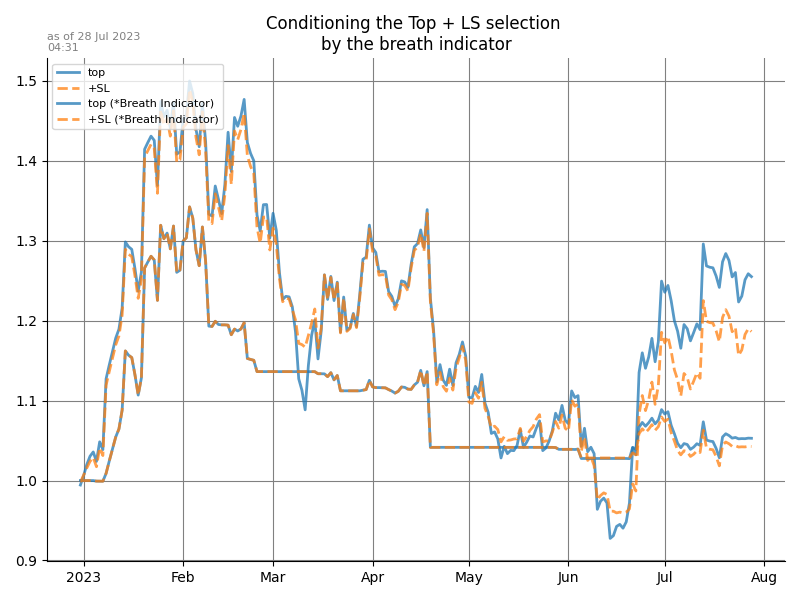 Conditioning the Top + LS selection
by the breath indicator
as of 28 Jul 2023
04:31
top
+SL
top (*Breath Indicator)
+SL (*Breath Indicator)
1.5
1.4
1.3
1.2
1.1
1.0
0.9
2023 Feb Mar Apr May Jun Jul Aug